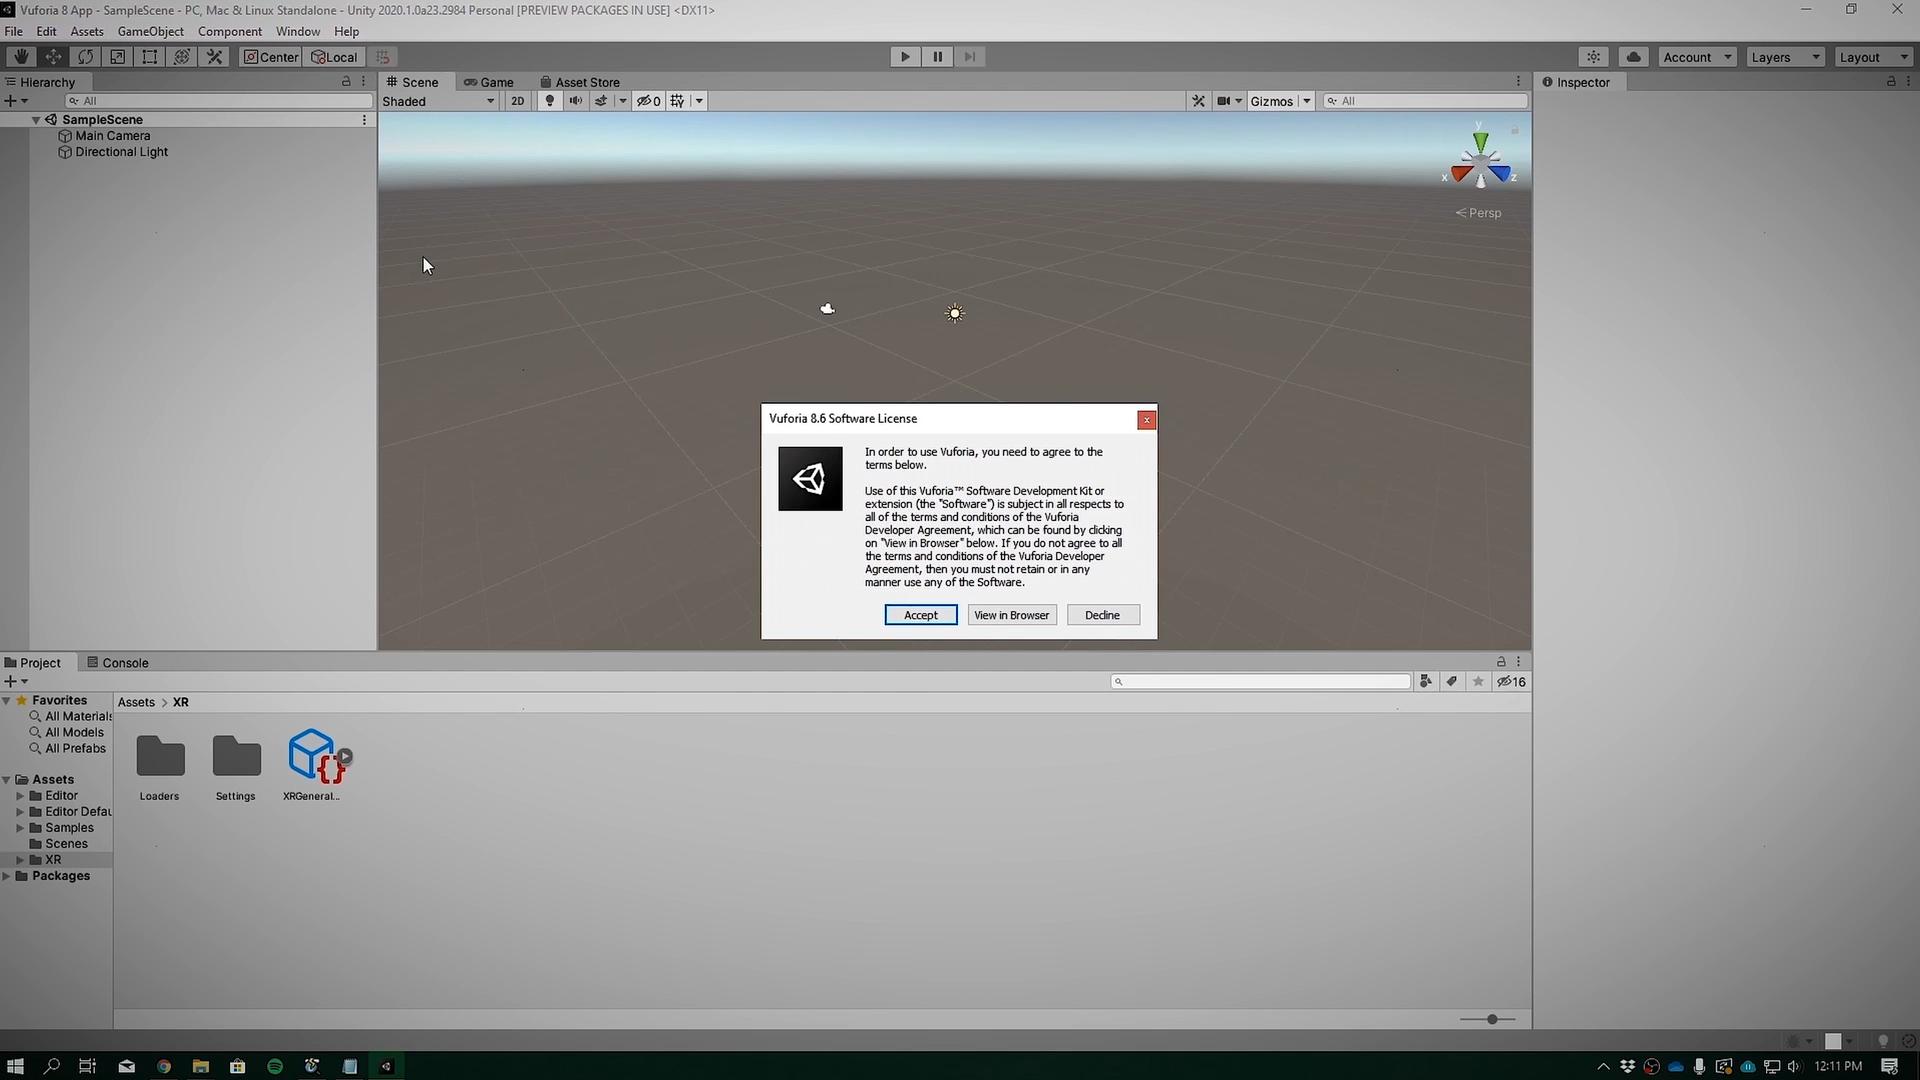 Vuforia 8 App - SampleScene - PC, Mac & Linux Standalone - Unity 2020.1.0a23.2984 Personal [PREVIEW PACKAGES IN USE] <DX11>
File Edit Assets GameObject Component Window Help
Center Local Account Layers Layout
Hierarchy Scene Game Asset Store Inspector
All Shaded 2D 0 Gizmos All
SampleScene
Main Camera
Directional Light
y
x z
Persp
Vuforia 8.6 Software License
In order to use Vuforia, you need to agree to the
terms below.
Use of this Vuforia™ Software Development Kit or
extension (the "Software") is subject in all respects to
all of the terms and conditions of the Vuforia
Developer Agreement, which can be found by clicking
on "View in Browser" below. If you do not agree to all
the terms and conditions of the Vuforia Developer
Agreement, then you must not retain or in any
manner use any of the Software.
Accept View in Browser Decline
Project Console
16
Favorites
All Materials
All Models
All Prefabs
Assets
Editor
Editor Defau
Samples
Scenes
XR
Packages
Assets > XR
Loaders Settings XRGeneral...
12:11 PM